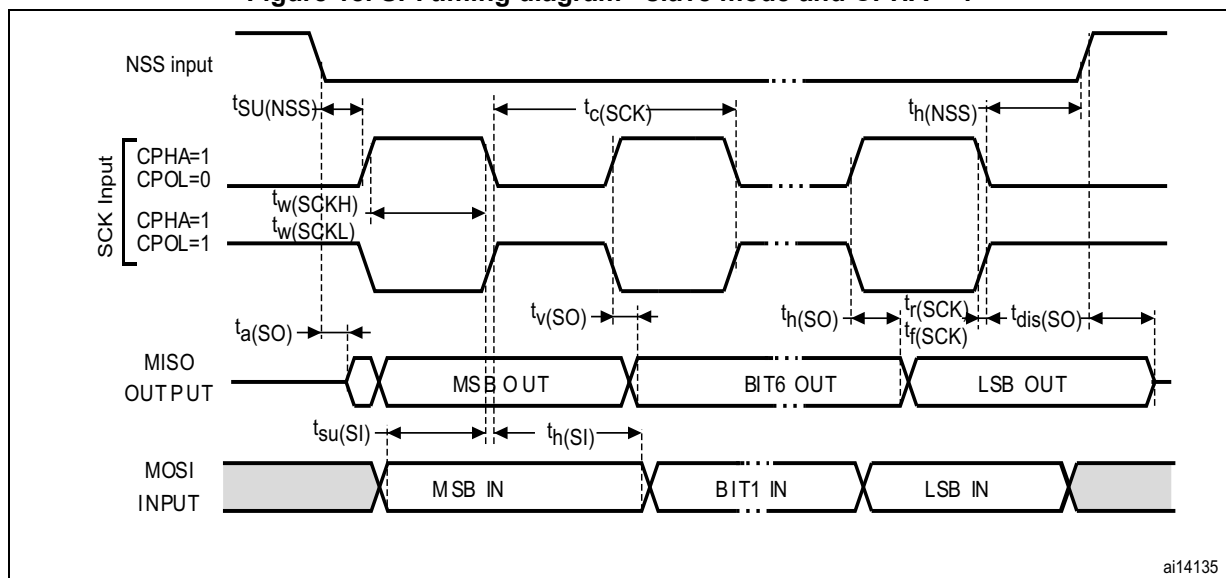 NSS input
tSU(NSS)
tc(SCK)
th(NSS)
SCK Input
CPHA=1
CPOL=0
tw(SCKH)
CPHA=1
tw(SCKL)
CPOL=1
ta(SO)
tv(SO)
th(SO)
tr(SCK)
tf(SCK)
tdis(SO)
MISO
OUTPUT
MSB OUT
BIT6 OUT
LSB OUT
tsu(SI)
th(SI)
MOSI
INPUT
MSB IN
BIT1 IN
LSB IN
ai14135